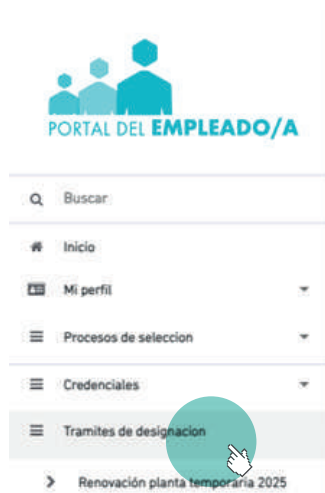 PORTAL DEL EMPLEADO/A
Buscar
Inicio
Mi perfil
Procesos de seleccion
Credenciales
Tramites de designacion
Renovación planta temporaria 2025